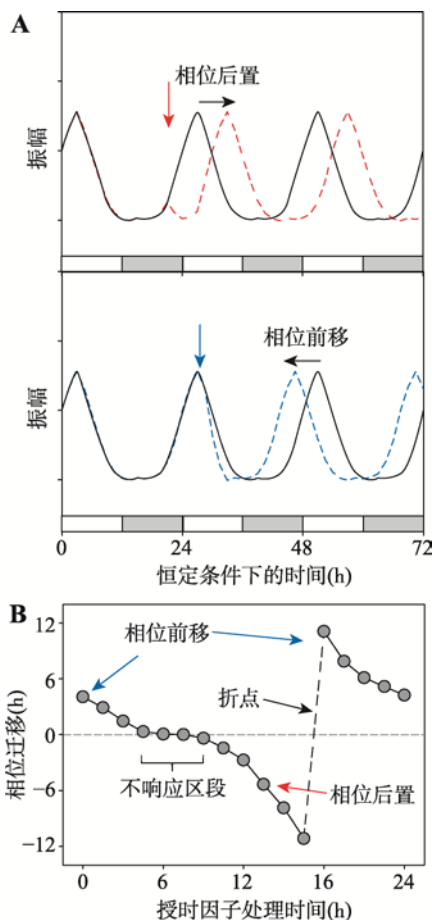 A
相位后置
振幅
相位前移
振幅
0
24
48
72
恒定条件下的时间(h)
B
12
相位前移
6
折点
0
不响应区段
相位后置
−6
−12
相位迁移(h)
0
6
12
16
24
授时因子处理时间(h)